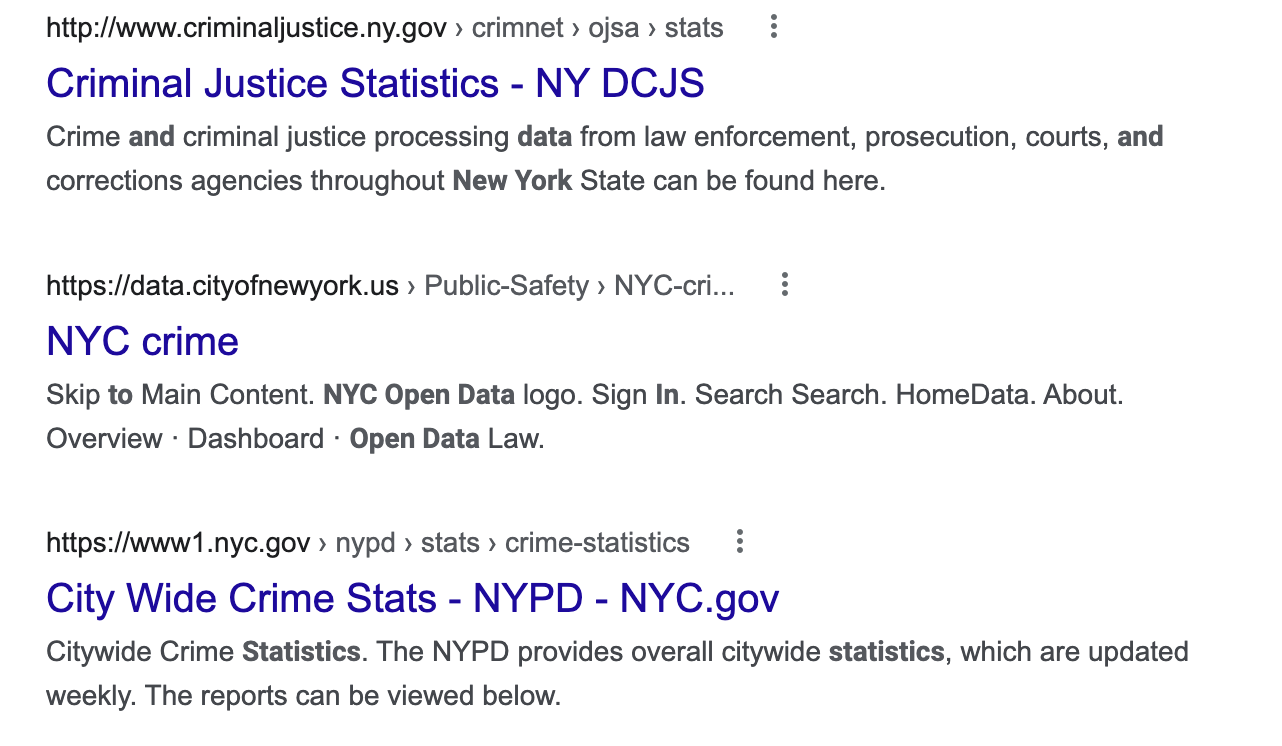 http://www.criminaljustice.ny.gov › crimnet › ojsa › stats
Criminal Justice Statistics - NY DCJS
Crime and criminal justice processing data from law enforcement, prosecution, courts, and
corrections agencies throughout New York State can be found here.
https://data.cityofnewyork.us › Public-Safety › NYC-cri...
NYC crime
Skip to Main Content. NYC Open Data logo. Sign In. Search Search. HomeData. About.
Overview · Dashboard · Open Data Law.
https://www1.nyc.gov › nypd › stats › crime-statistics
City Wide Crime Stats - NYPD - NYC.gov
Citywide Crime Statistics. The NYPD provides overall citywide statistics, which are updated
weekly. The reports can be viewed below.